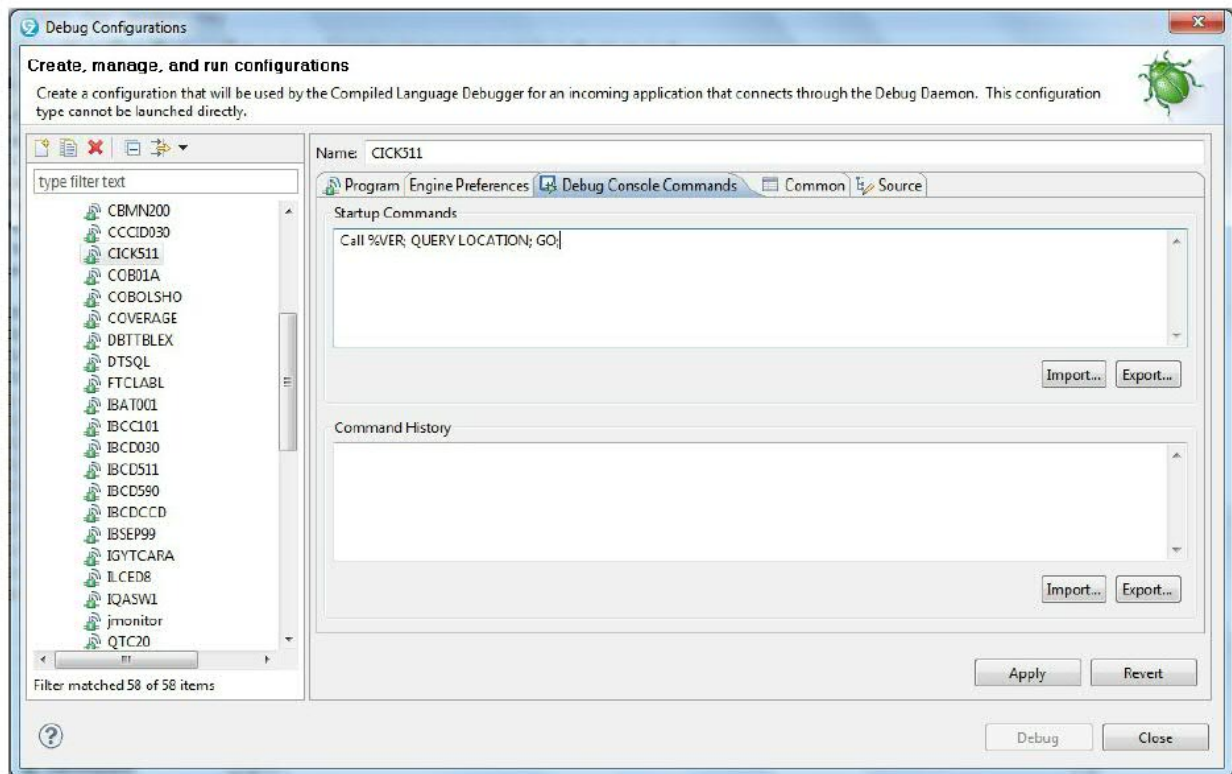 Debug Configurations
Create, manage, and run configurations
Create a configuration that will be used by the Compiled Language Debugger for an incoming application that connects through the Debug Daemon. This configuration
type cannot be launched directly.
type filter text
CBMN200
CCCID030
CICK511
COB01A
COBOLSHO
COVERAGE
DBTTBLEX
DTSQL
FTCLABL
IBAT001
IBCC101
IBCD030
IBCD511
IBCD590
IBCDCCD
IBSEP99
IGYTCARA
ILCED8
IQASW1
jmonitor
QTC20
Filter matched 58 of 58 items
Name: CICK511
Program Engine Preferences Debug Console Commands Common Source
Startup Commands
Call %VER; QUERY LOCATION; GO;
Import... Export...
Command History
Import... Export...
Apply Revert
Debug Close